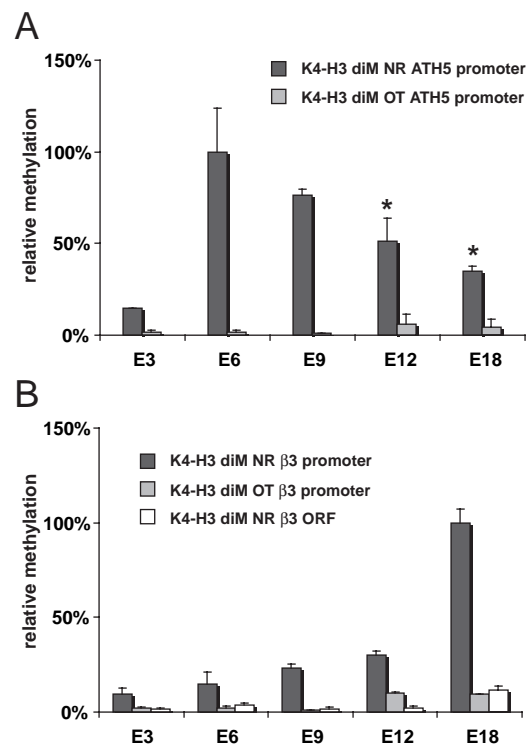 A
150%
K4-H3 diM NR ATH5 promoter
K4-H3 diM OT ATH5 promoter
100%
*
*
50%
0%
relative methylation
E3 E6 E9 E12 E18
B
150%
K4-H3 diM NR β3 promoter
K4-H3 diM OT β3 promoter
K4-H3 diM NR β3 ORF
100%
50%
0%
relative methylation
E3 E6 E9 E12 E18